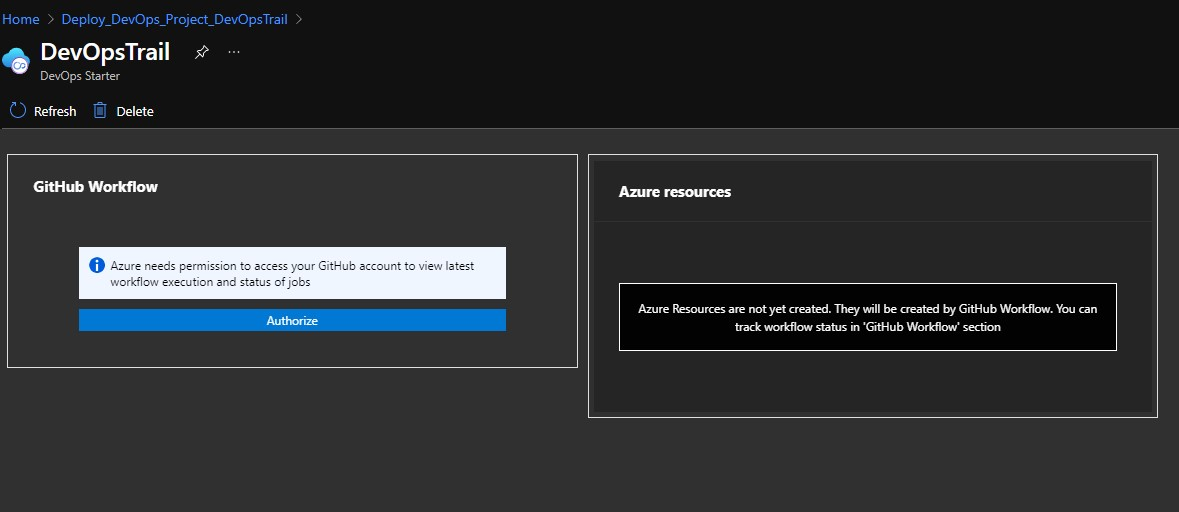 Home > Deploy_DevOps_Project_DevOpsTrail >
DevOpsTrail
DevOps Starter
Refresh Delete
GitHub Workflow
Azure needs permission to access your GitHub account to view latest
workflow execution and status of jobs
Authorize
Azure resources
Azure Resources are not yet created. They will be created by GitHub Workflow. You can
track workflow status in 'GitHub Workflow' section